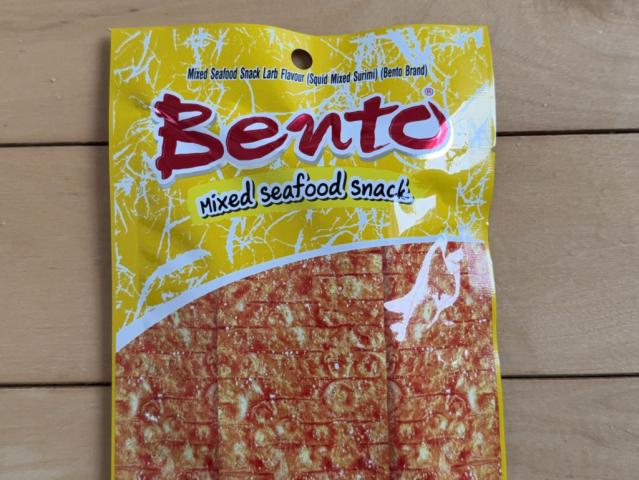 Mixed Seafood Snack Larb Flavour (Squid Mixed Surimi) (Bento Brand)
Bento®
Mixed seafood snack